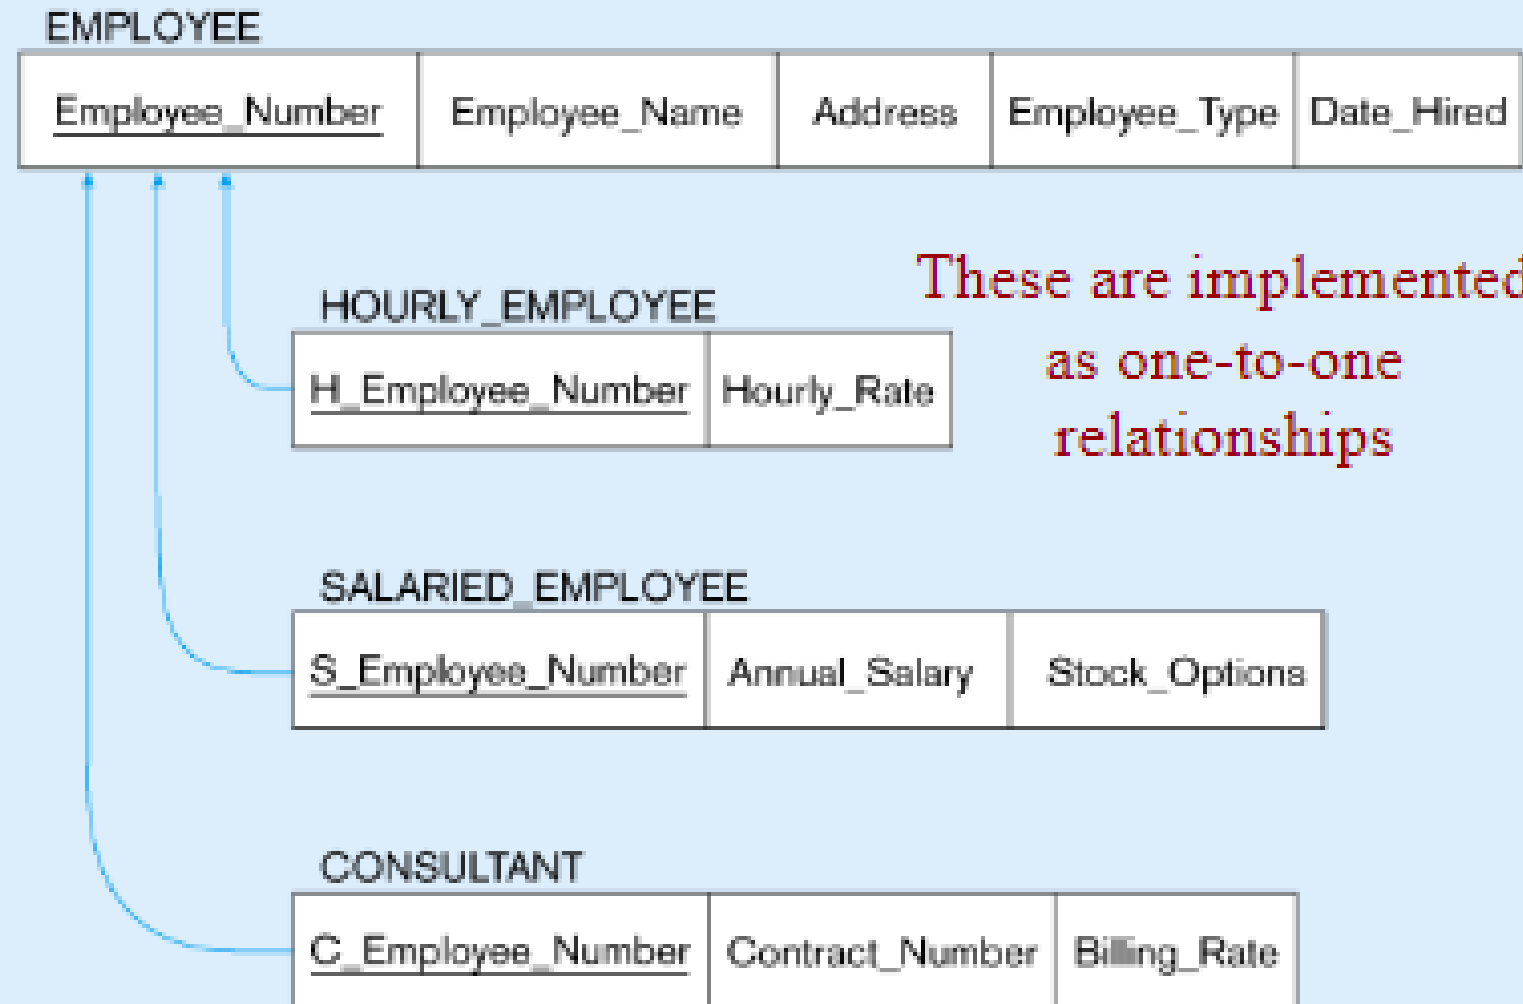 EMPLOYEE
Employee_Number Employee_Name Address Employee_Type Date_Hired
These are implemented
as one-to-one
relationships
HOURLY_EMPLOYEE
H_Employee_Number Hourly_Rate
SALARIED_EMPLOYEE
S_Employee_Number Annual_Salary Stock_Options
CONSULTANT
C_Employee_Number Contract_Number Billing_Rate